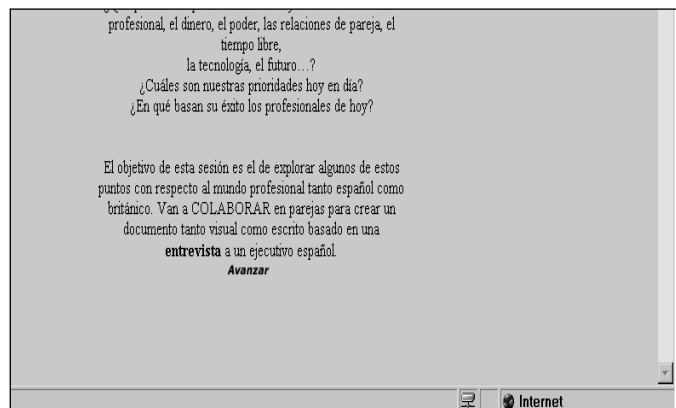 profesional, el dinero, el poder, las relaciones de pareja, el
tiempo libre,
la tecnología, el futuro…?
¿Cuáles son nuestras prioridades hoy en día?
¿En qué basan su éxito los profesionales de hoy?
El objetivo de esta sesión es el de explorar algunos de estos
puntos con respecto al mundo profesional tanto español como
británico. Van a COLABORAR en parejas para crear un
documento tanto visual como escrito basado en una
entrevista a un ejecutivo español.
Avanzar
Internet